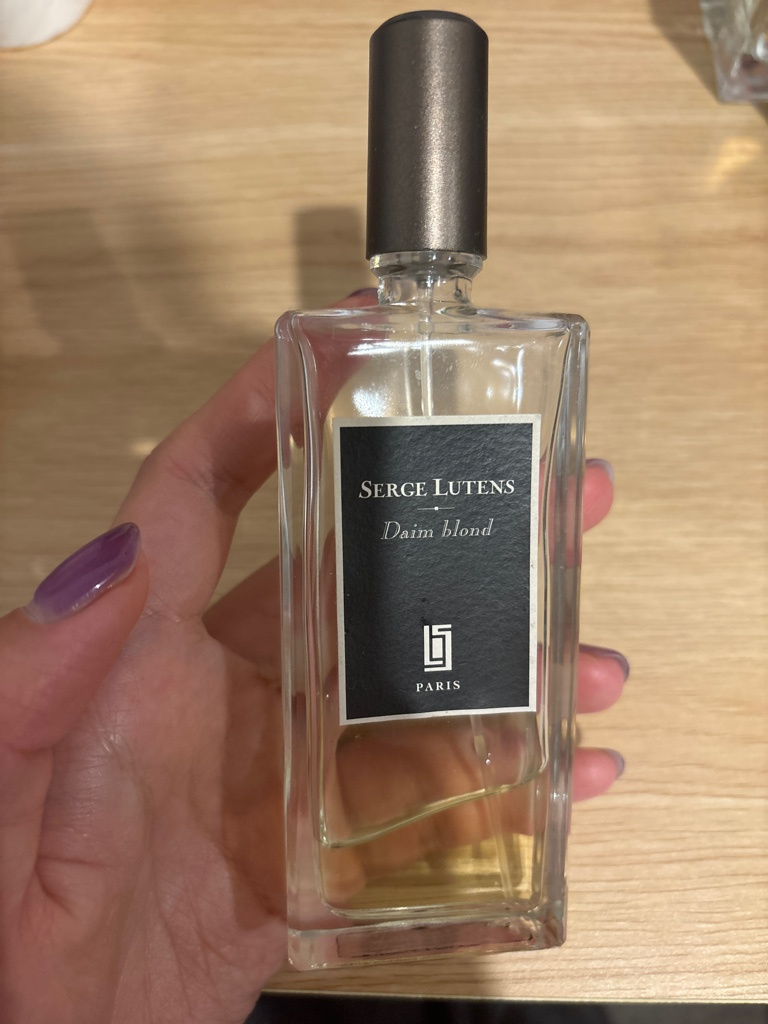 SERGE LUTENS
Daim blond
PARIS